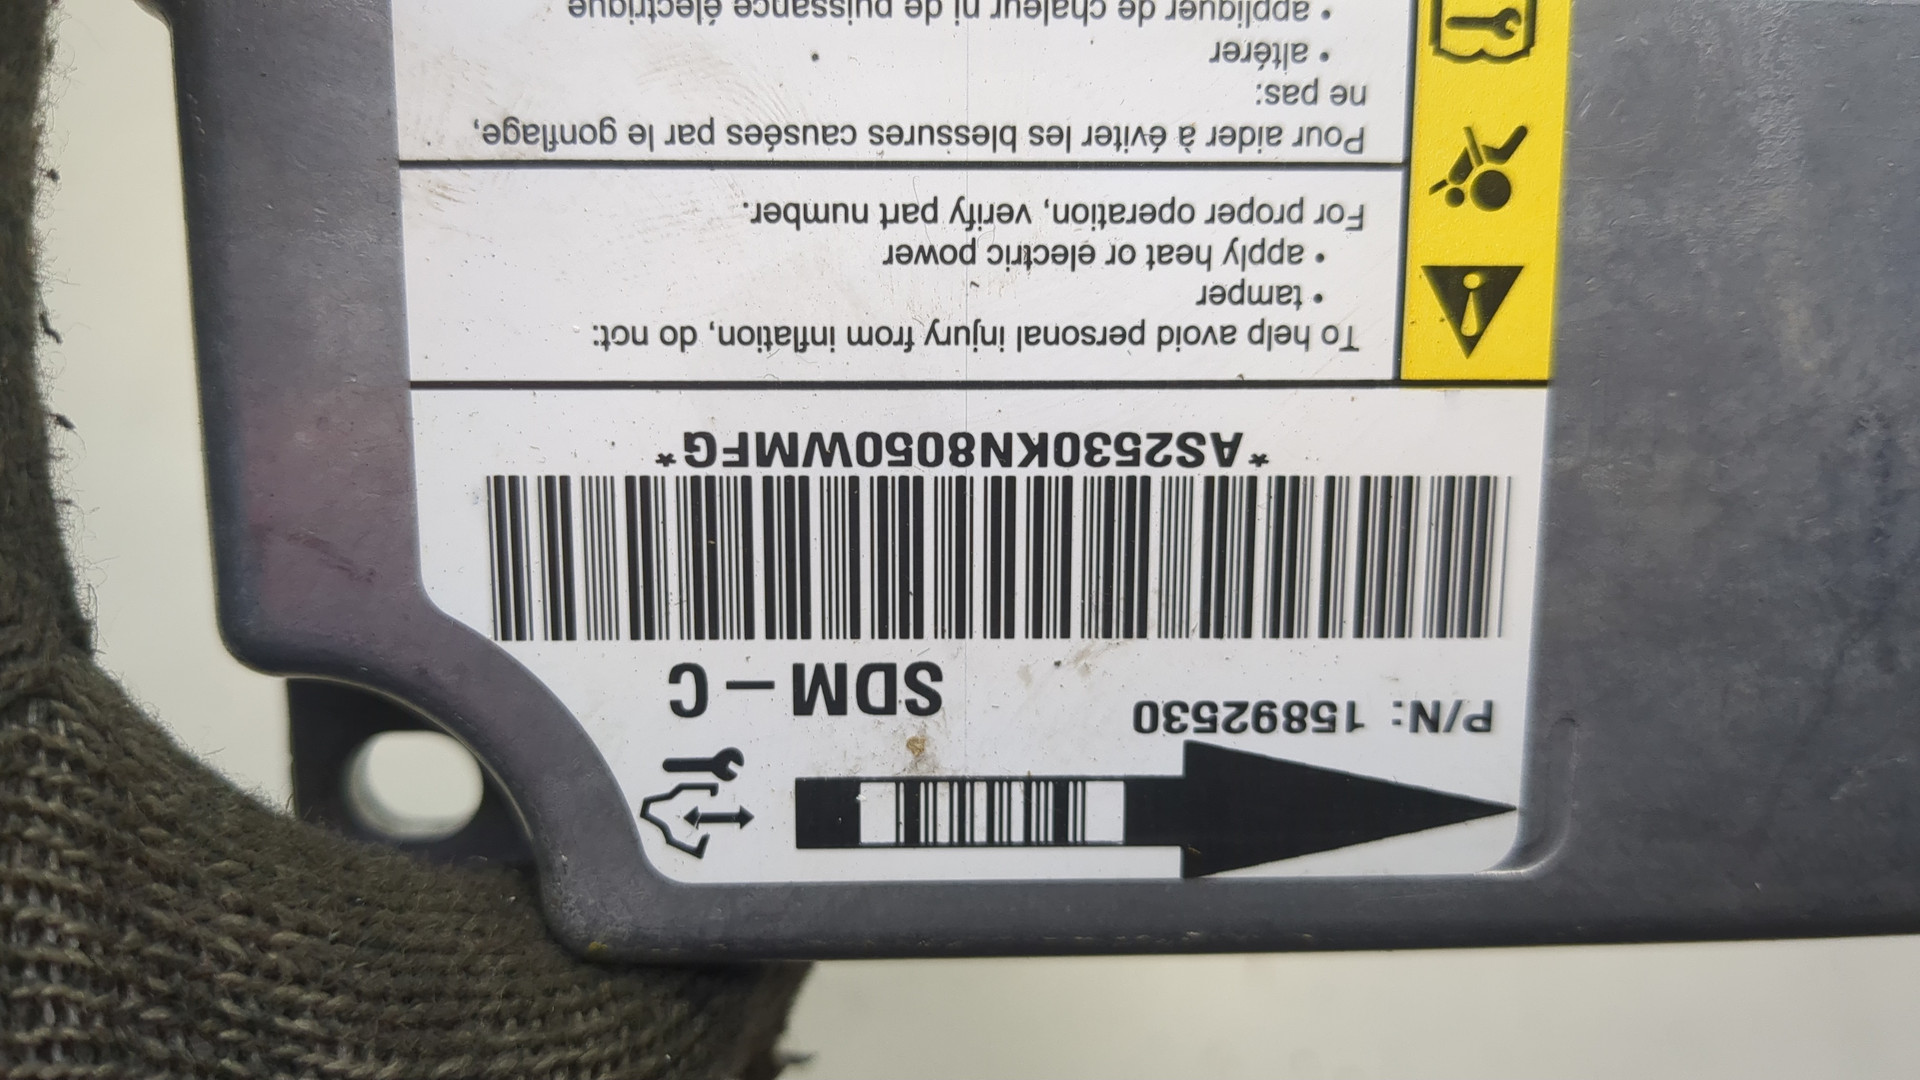 P/N: 15892530
SDM-C
*AS2530KN8050WMFG*
To help avoid personal injury from inflation, do not:
• tamper
• apply heat or electric power
For proper operation, verify part number.
Pour aider à éviter les blessures causées par le gonflage,
ne pas:
• altérer
• appliquer de chaleur ni de puissance électrique